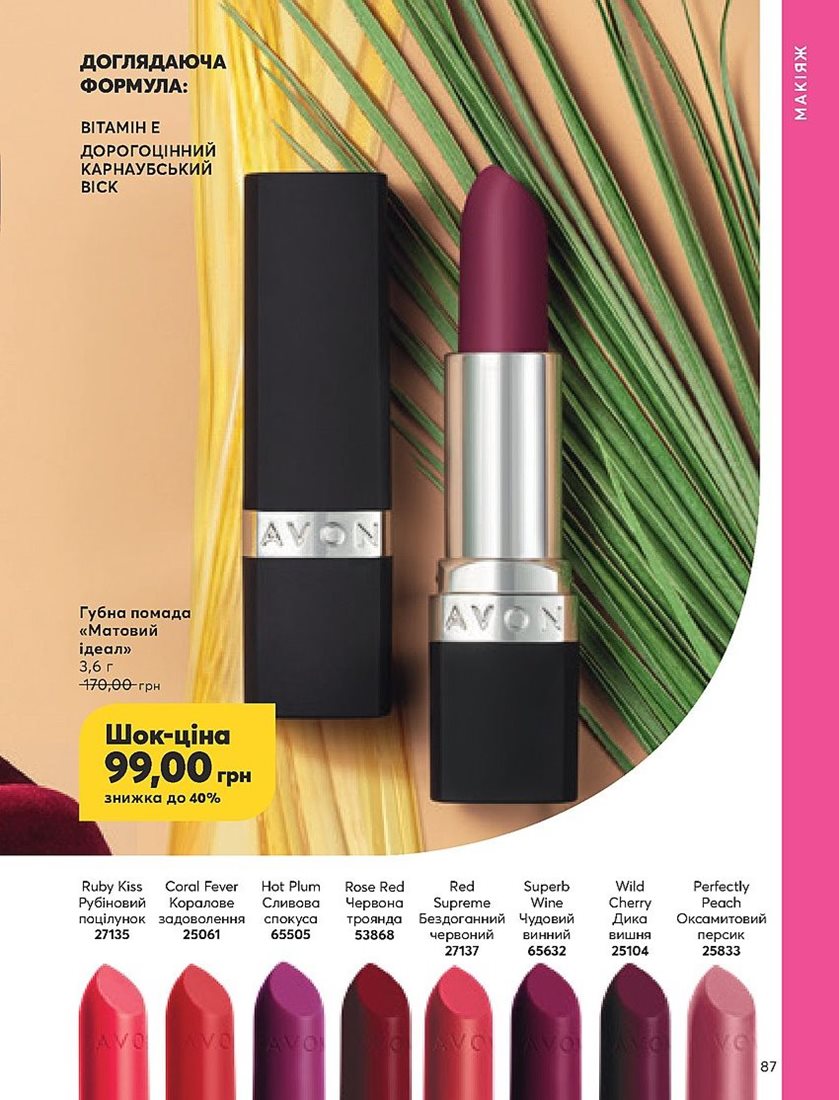 МАКІЯЖ
ДОГЛЯДАЮЧА
ФОРМУЛА:
ВІТАМІН Е
ДОРОГОЦІННИЙ
КАРНАУБСЬКИЙ
ВІСК
AVON
AVON
Губна помада
«Матовий
ідеал»
3,6 г
170,00 грн
Шок-ціна
99,00 грн
знижка до 40%
Ruby Kiss
Рубіновий
поцілунок
27135
Coral Fever
Коралове
задоволення
25061
Hot Plum
Сливова
спокуса
65505
Rose Red
Червона
троянда
53868
Red
Supreme
Бездоганний
червоний
27137
Superb
Wine
Чудовий
винний
65632
Wild
Cherry
Дика
вишня
25104
Perfectly
Peach
Оксамитовий
персик
25833
87